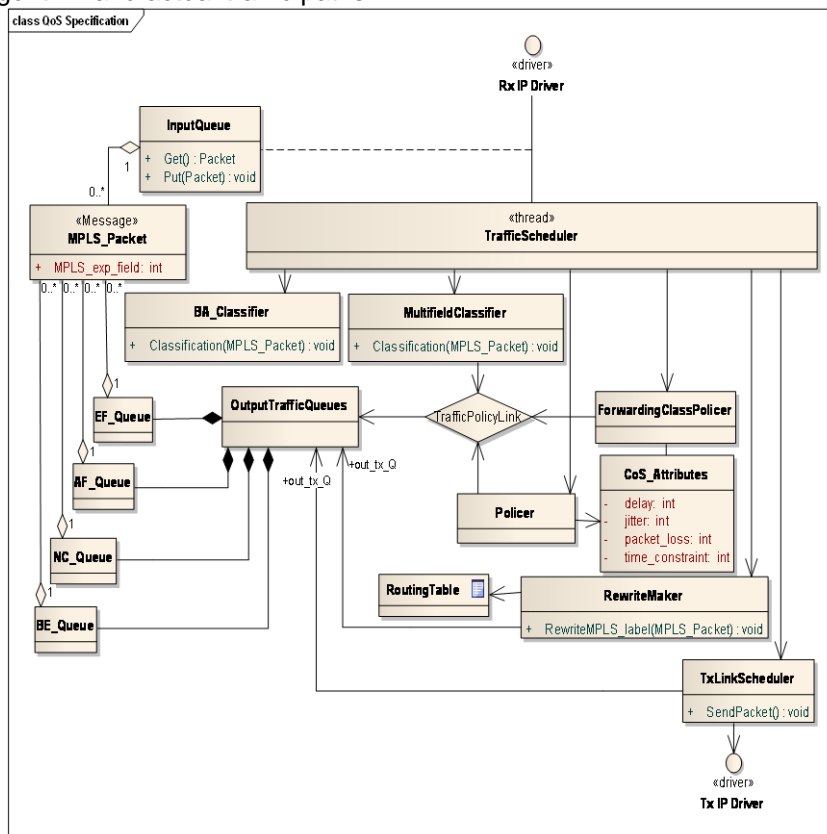 class QoS Specification
«driver»
Rx IP Driver
InputQueue
+ Get() : Packet
+ Put(Packet) : void
1
0..*
«Message»
MPLS_Packet
+ MPLS_exp_field: int
«thread»
TrafficScheduler
0..* 0..* 0..* 0..*
BA_Classifier
+ Classification(MPLS_Packet) : void
MultifieldClassifier
+ Classification(MPLS_Packet) : void
1
EF_Queue
OutputTrafficQueues
TrafficPolicyLink
ForwardingClassPolicer
1
AF_Queue
+out_tx_Q
+out_tx_Q
CoS_Attributes
- delay: int
- jitter: int
- packet_loss: int
- time_constraint: int
Policer
1
NC_Queue
RoutingTable
RewriteMaker
+ RewriteMPLS_label(MPLS_Packet) : void
1
BE_Queue
TxLinkScheduler
+ SendPacket() : void
«driver»
Tx IP Driver